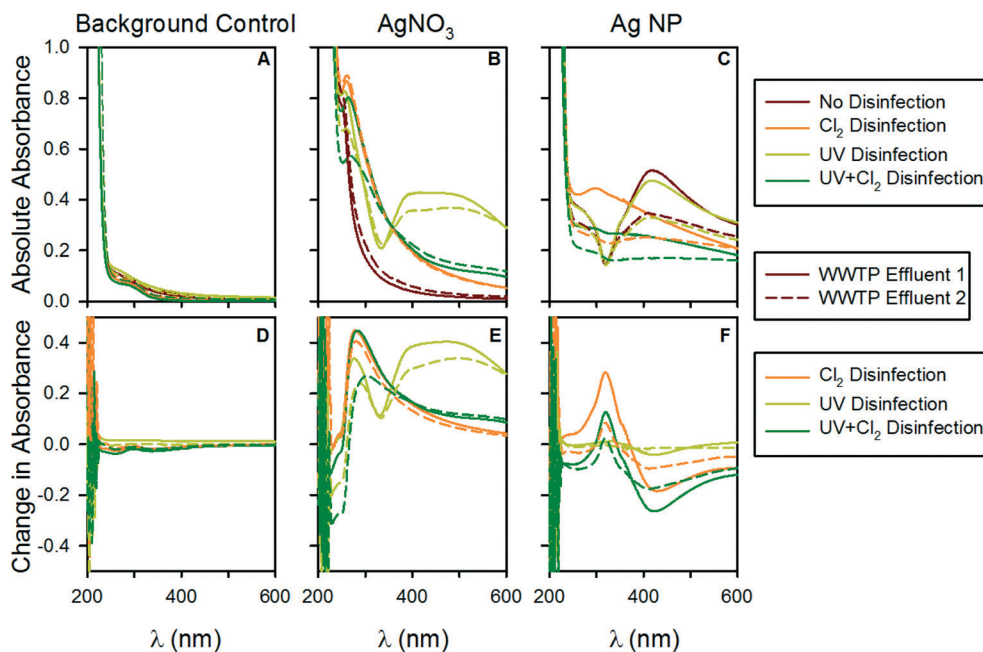 Background Control
AgNO₃
Ag NP
Absolute Absorbance
1.0
0.8
0.6
0.4
0.2
0.0
A
B
C
No Disinfection
Cl₂ Disinfection
UV Disinfection
UV+Cl₂ Disinfection
WWTP Effluent 1
WWTP Effluent 2
Change in Absorbance
0.4
0.2
0.0
-0.2
-0.4
D
E
F
Cl₂ Disinfection
UV Disinfection
UV+Cl₂ Disinfection
200 400 600
200 400 600
200 400 600
λ (nm)
λ (nm)
λ (nm)